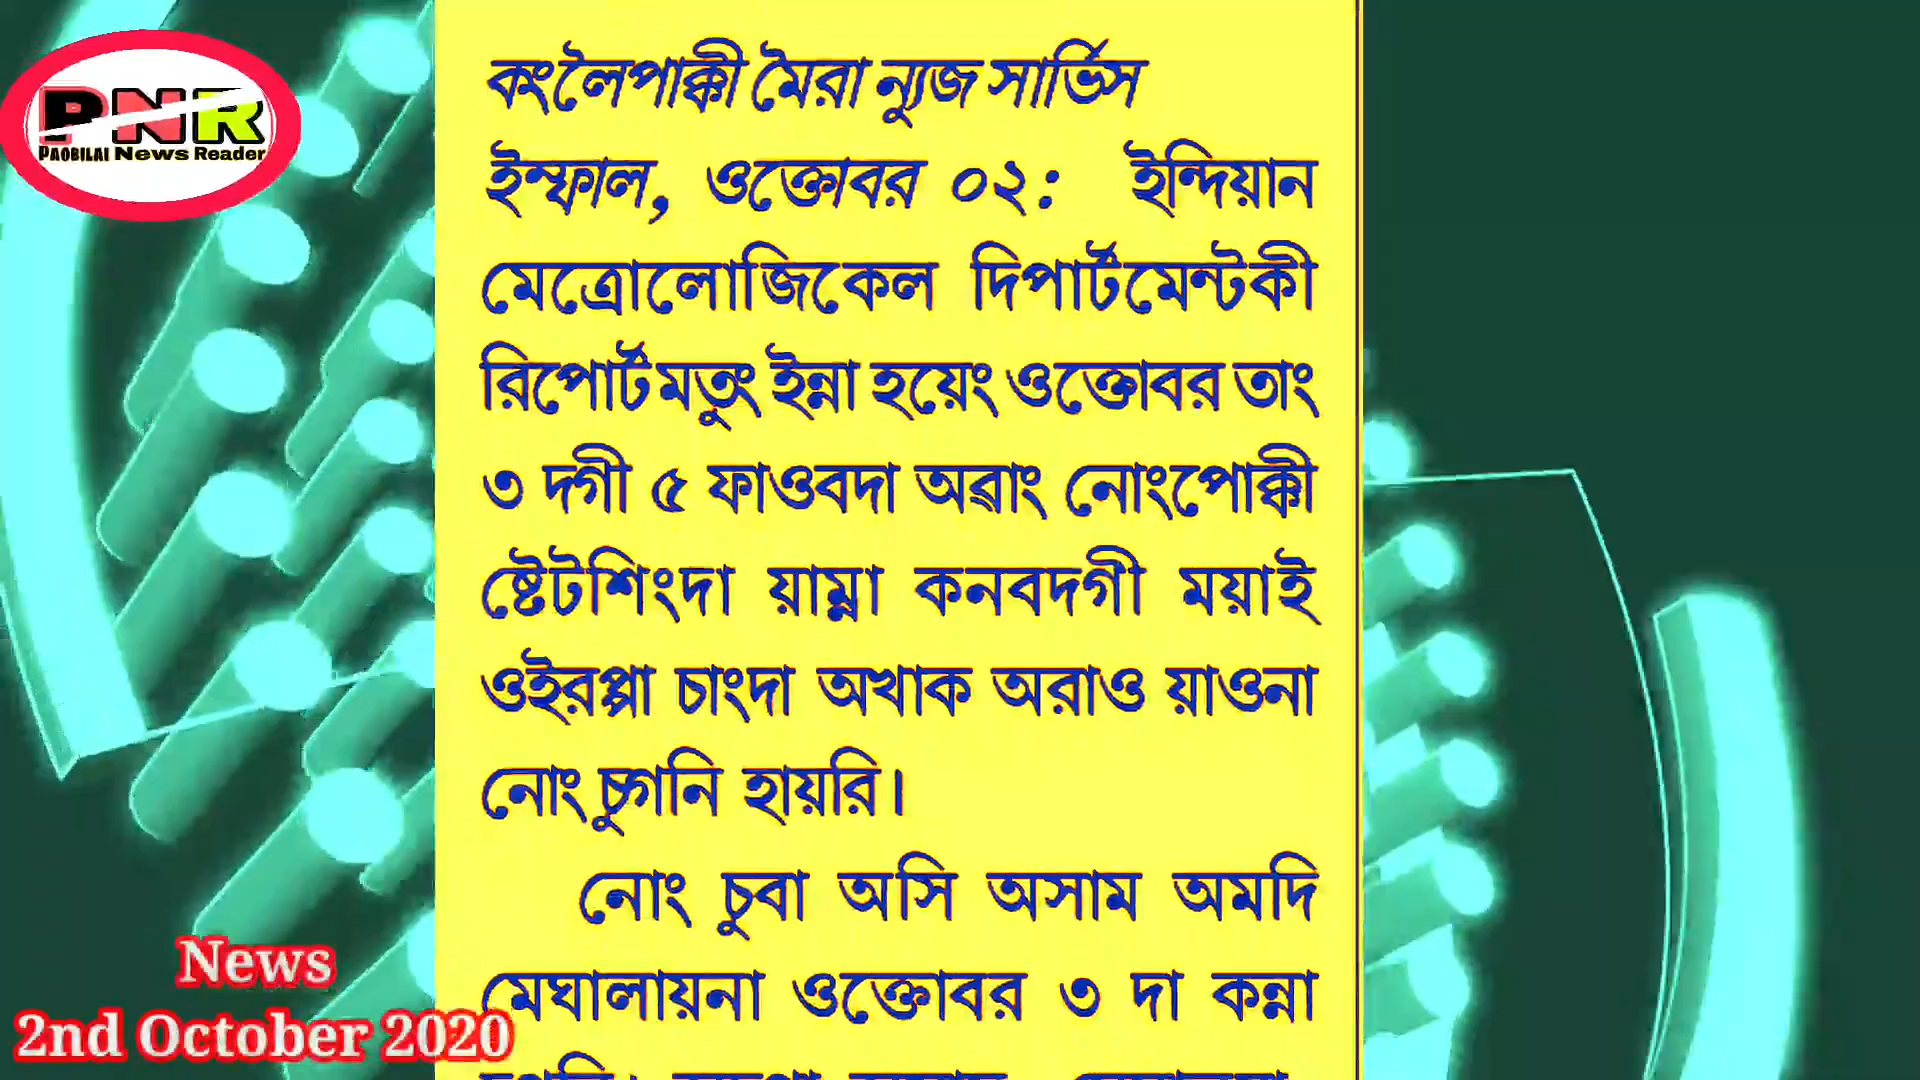 PNR
PAOBILAI News Reader
কংলৈপাক্কী মৈরা ন্যুজ সার্ভিস
ইম্ফাল, ওক্তোবর ০২: ইন্দিয়ান
মেত্রোলোজিকেল দিপার্টমেন্টকী
রিপোর্টমতুং ইন্না হয়েং ওক্তোবর তাং
৩ দগী ৫ ফাওবদা অৱাং নোংপোক্কী
ষ্টেটশিংদা য়াম্না কনবদগী ময়াই
ওইরপ্পা চাংদা অখাক অরাও য়াওনা
নোং চুগনি হায়রি।
নোং চুবা অসি অসাম অমদি
মেঘালায়না ওক্তোবর ৩ দা কন্না
News
2nd October 2020